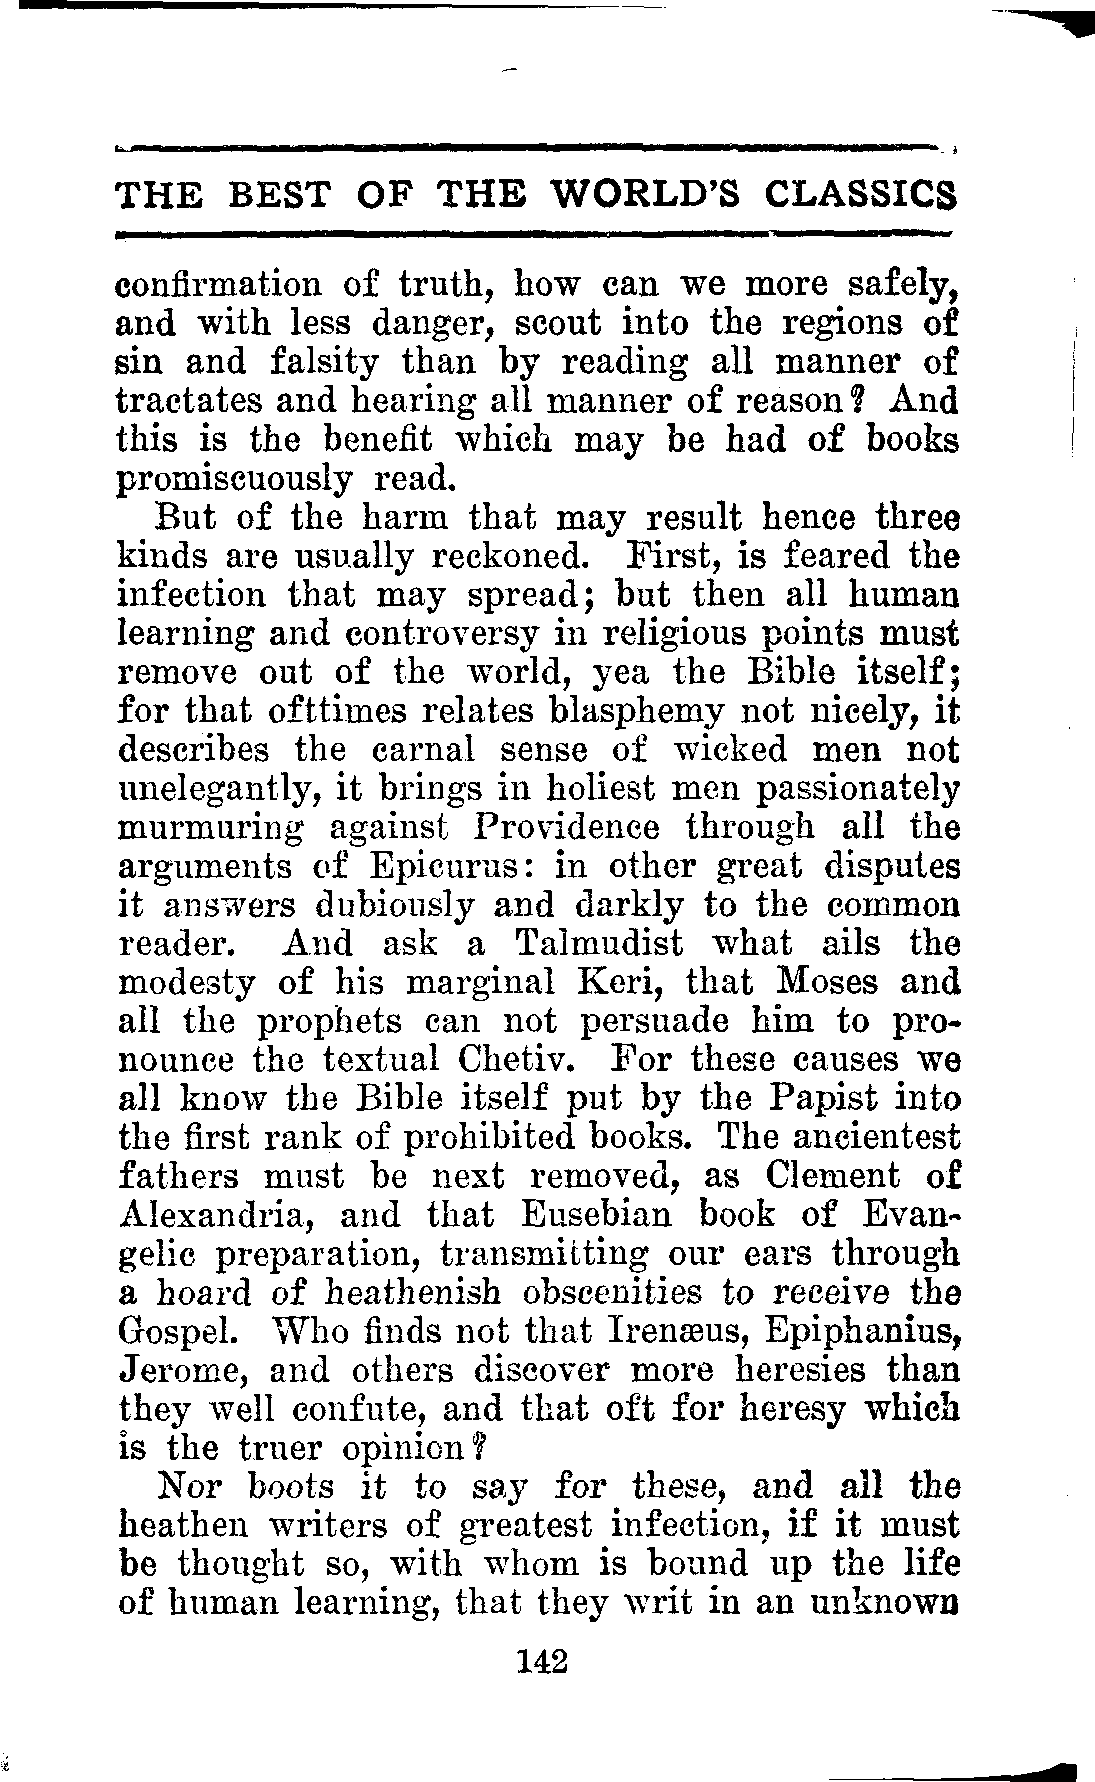 THE BEST OF THE WORLD'S CLASSICS
confirmation of truth, how can we more safely,
and with less danger, scout into the regions of
sin and falsity than by reading all manner of
tractates and hearing all manner of reason? And
this is the benefit which may be had of books
promiscuously read.
But of the harm that may result hence three
kinds are usually reckoned. First, is feared the
infection that may spread; but then all human
learning and controversy in religious points must
remove out of the world, yea the Bible itself;
for that ofttimes relates blasphemy not nicely, it
describes the carnal sense of wicked men not
unelegantly, it brings in holiest men passionately
murmuring against Providence through all the
arguments of Epicurus: in other great disputes
it answers dubiously and darkly to the common
reader. And ask a Talmudist what ails the
modesty of his marginal Keri, that Moses and
all the prophets can not persuade him to pro-
nounce the textual Chetiv. For these causes we
all know the Bible itself put by the Papist into
the first rank of prohibited books. The ancientest
fathers must be next removed, as Clement of
Alexandria, and that Eusebian book of Evan-
gelic preparation, transmitting our ears through
a hoard of heathenish obscenities to receive the
Gospel. Who finds not that Irenæus, Epiphanius,
Jerome, and others discover more heresies than
they well confute, and that oft for heresy which
is the truer opinion?
Nor boots it to say for these, and all the
heathen writers of greatest infection, if it must
be thought so, with whom is bound up the life
of human learning, that they writ in an unknown
142